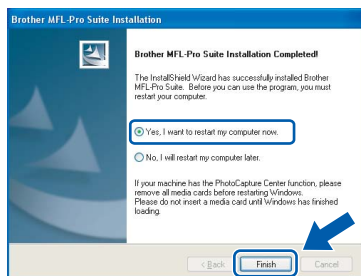 Brother MFL-Pro Suite Installation
Brother MFL-Pro Suite Installation Completed!
The InstallShield Wizard has successfully installed Brother
MFL-Pro Suite. Before you can use the program, you must
restart your computer.
Yes, I want to restart my computer now.
No, I will restart my computer later.
If your machine has the PhotoCapture Center function, please
remove all media cards before restarting Windows.
Please do not insert a media card until Windows has finished
loading.
< Back
Finish
Cancel